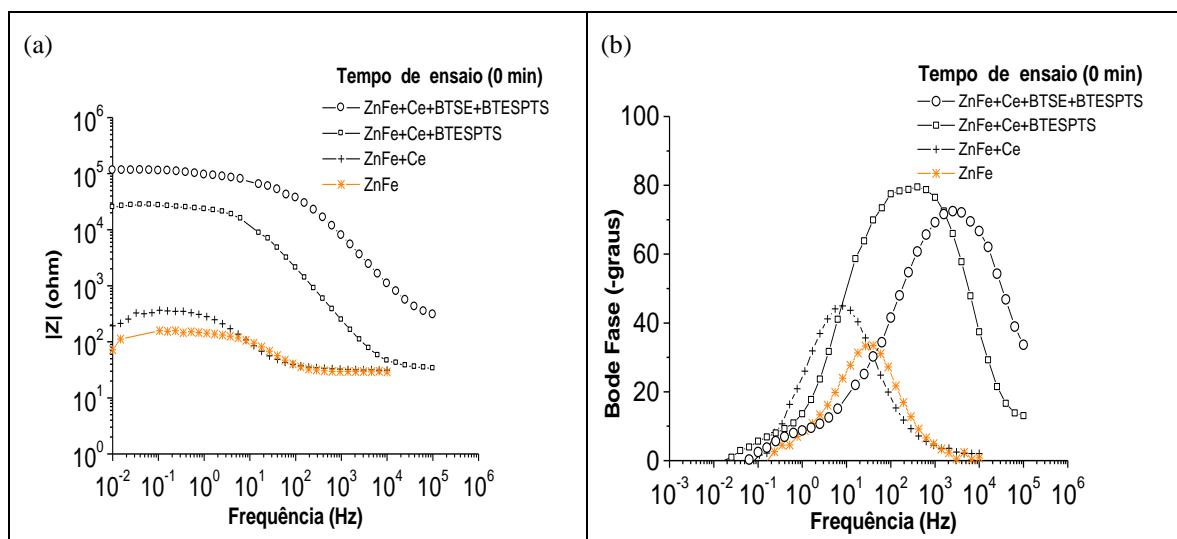 (a)
Tempo de ensaio (0 min)
ZnFe+Ce+BTSE+BTESPTS
ZnFe+Ce+BTESPTS
ZnFe+Ce
ZnFe
|Z| (ohm)
10^6
10^5
10^4
10^3
10^2
10^1
10^0
10^-2 10^-1 10^0 10^1 10^2 10^3 10^4 10^5 10^6
Frequência (Hz)
(b)
Tempo de ensaio (0 min)
ZnFe+Ce+BTSE+BTESPTS
ZnFe+Ce+BTESPTS
ZnFe+Ce
ZnFe
Bode Fase (-graus)
100
80
60
40
20
0
10^-3 10^-2 10^-1 10^0 10^1 10^2 10^3 10^4 10^5 10^6
Frequência (Hz)